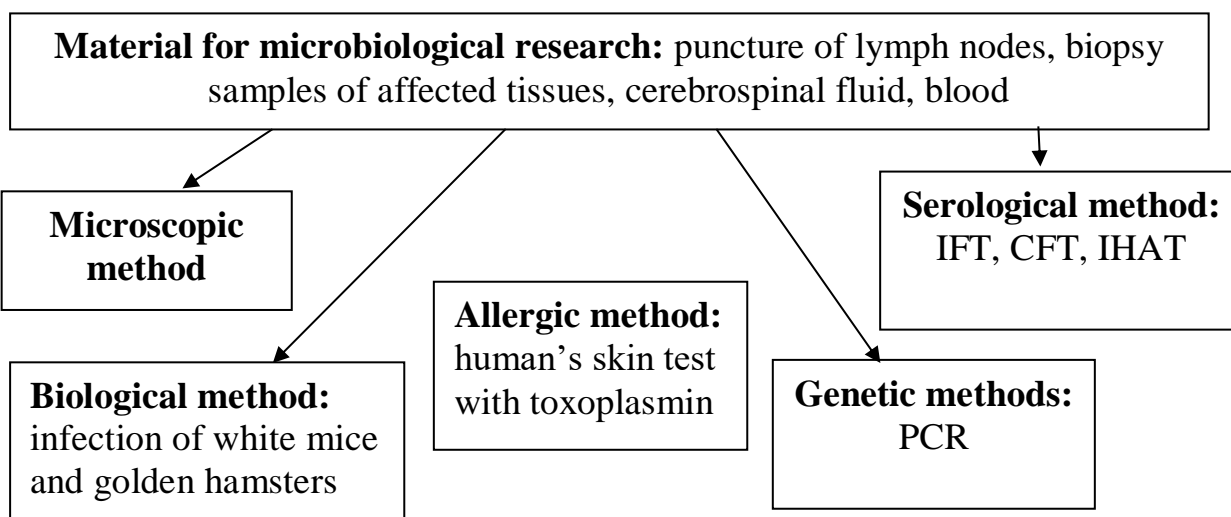 Material for microbiological research: puncture of lymph nodes, biopsy
samples of affected tissues, cerebrospinal fluid, blood
Microscopic
method
Serological method:
IFT, CFT, IHAT
Allergic method:
human’s skin test
with toxoplasmin
Biological method:
infection of white mice
and golden hamsters
Genetic methods:
PCR